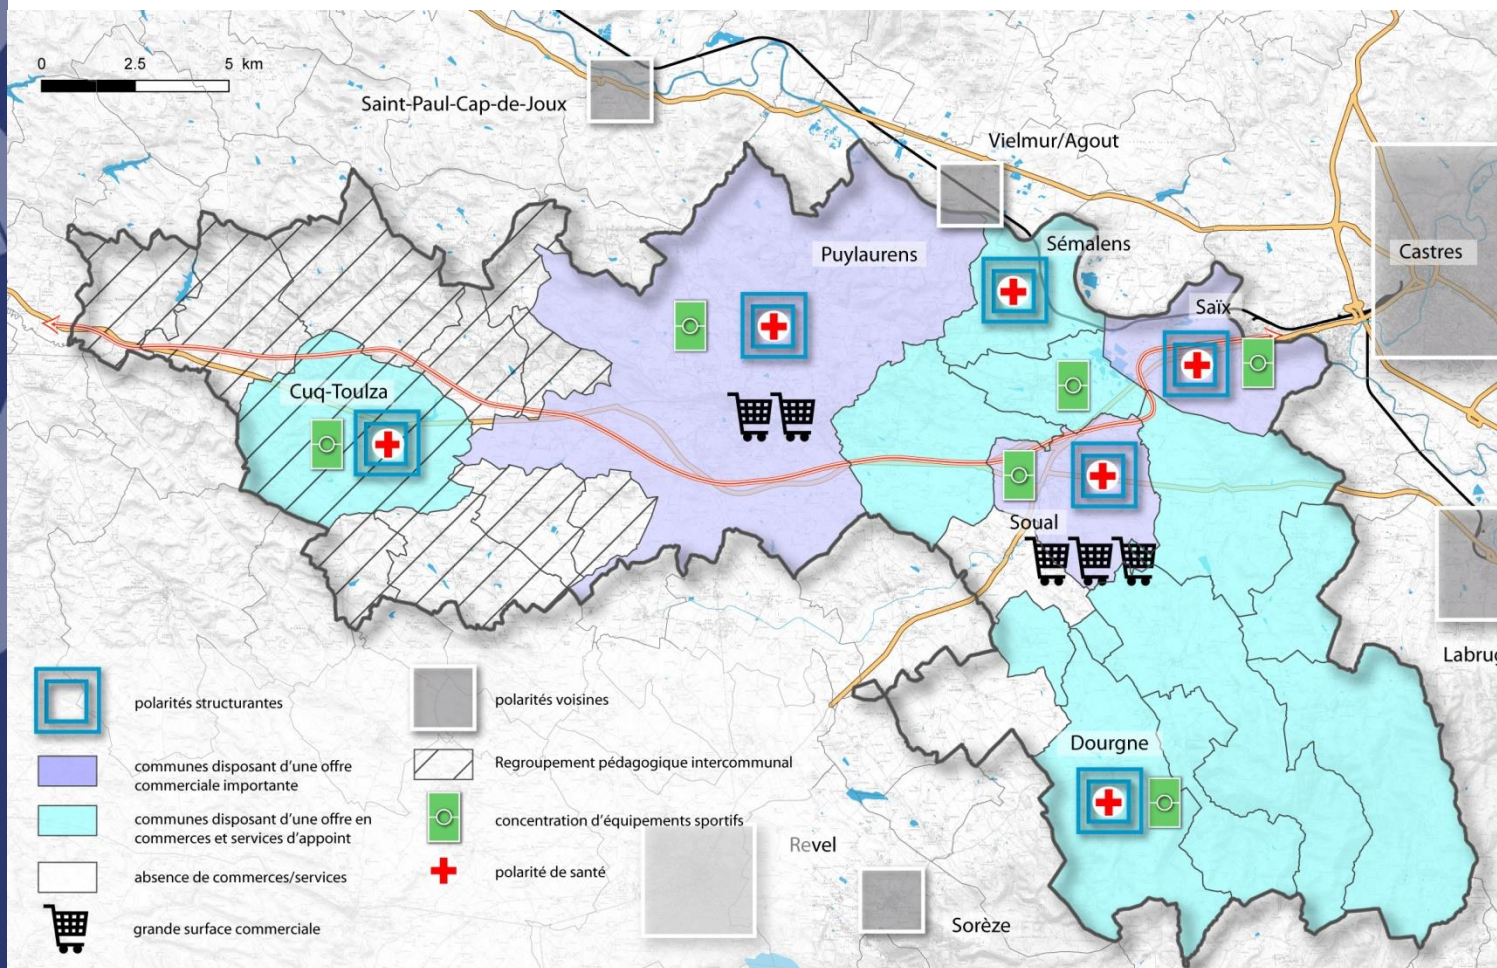 0 2.5 5 km
Saint-Paul-Cap-de-Joux
Vielmur/Agout
Puylaurens
Sémalens
Castres
Saïx
Cuq-Toulza
Soual
Labrug
Dourgne
Revel
Sorèze
polarités structurantes
communes disposant d'une offre
commerciale importante
communes disposant d'une offre en
commerces et services d'appoint
absence de commerces/services
grande surface commerciale
polarités voisines
Regroupement pédagogique intercommunal
concentration d'équipements sportifs
polarité de santé